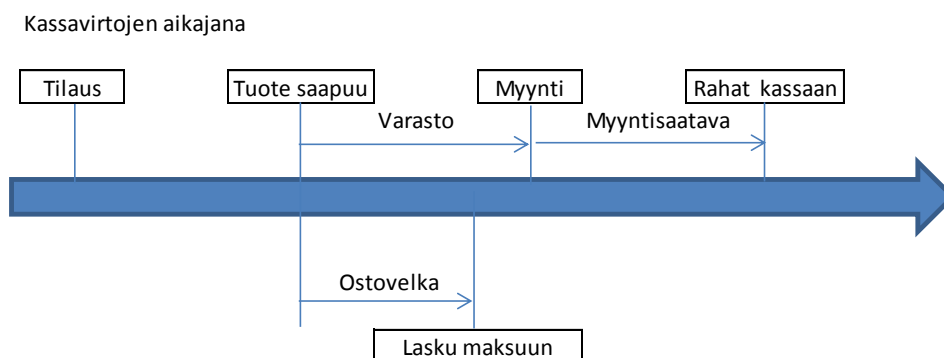 Kassavirtojen aikajana
Tilaus
Tuote saapuu
Myynti
Rahat kassaan
Varasto
Myyntisaatava
Ostovelka
Lasku maksuun